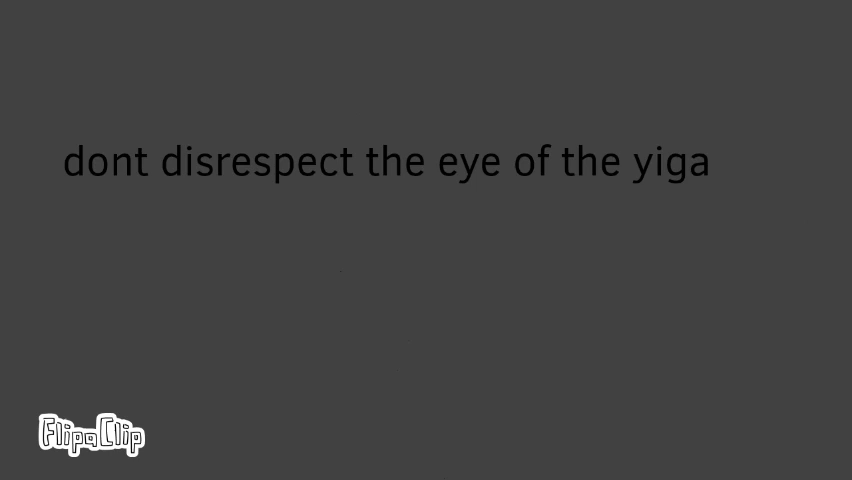 dont disrespect the eye of the yiga
FlipaClip